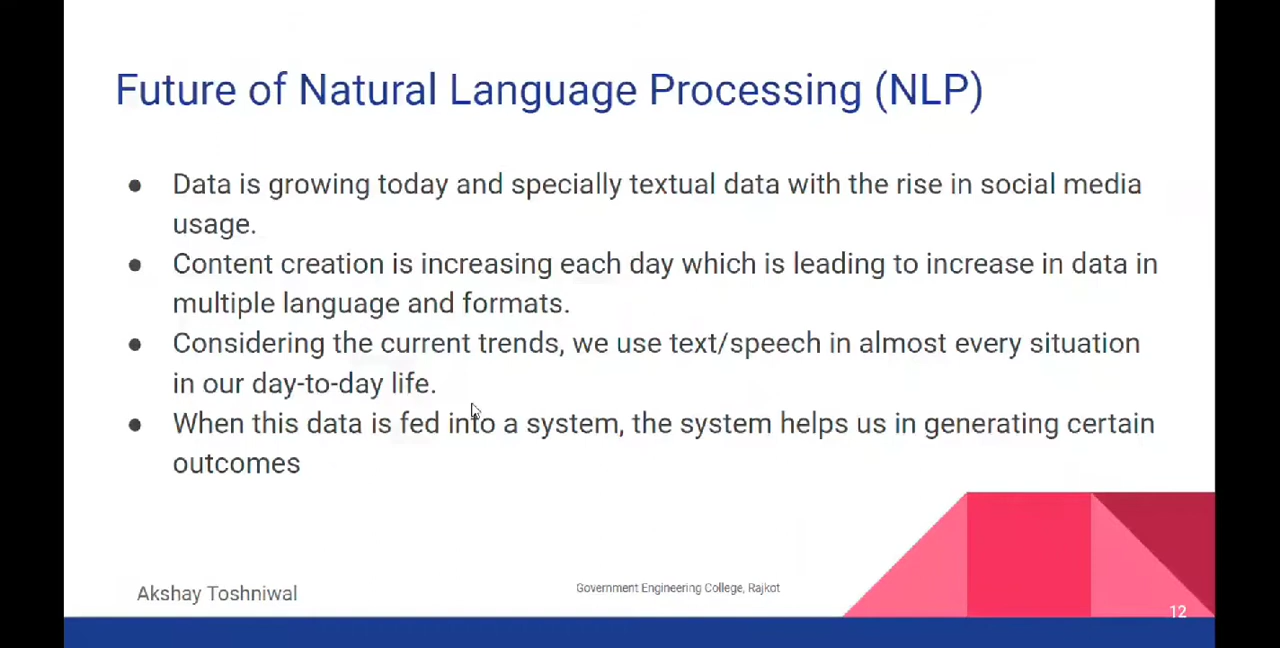 Future of Natural Language Processing (NLP)
● Data is growing today and specially textual data with the rise in social media
usage.
● Content creation is increasing each day which is leading to increase in data in
multiple language and formats.
● Considering the current trends, we use text/speech in almost every situation
in our day-to-day life.
● When this data is fed into a system, the system helps us in generating certain
outcomes
Akshay Toshniwal
Government Engineering College, Rajkot
12